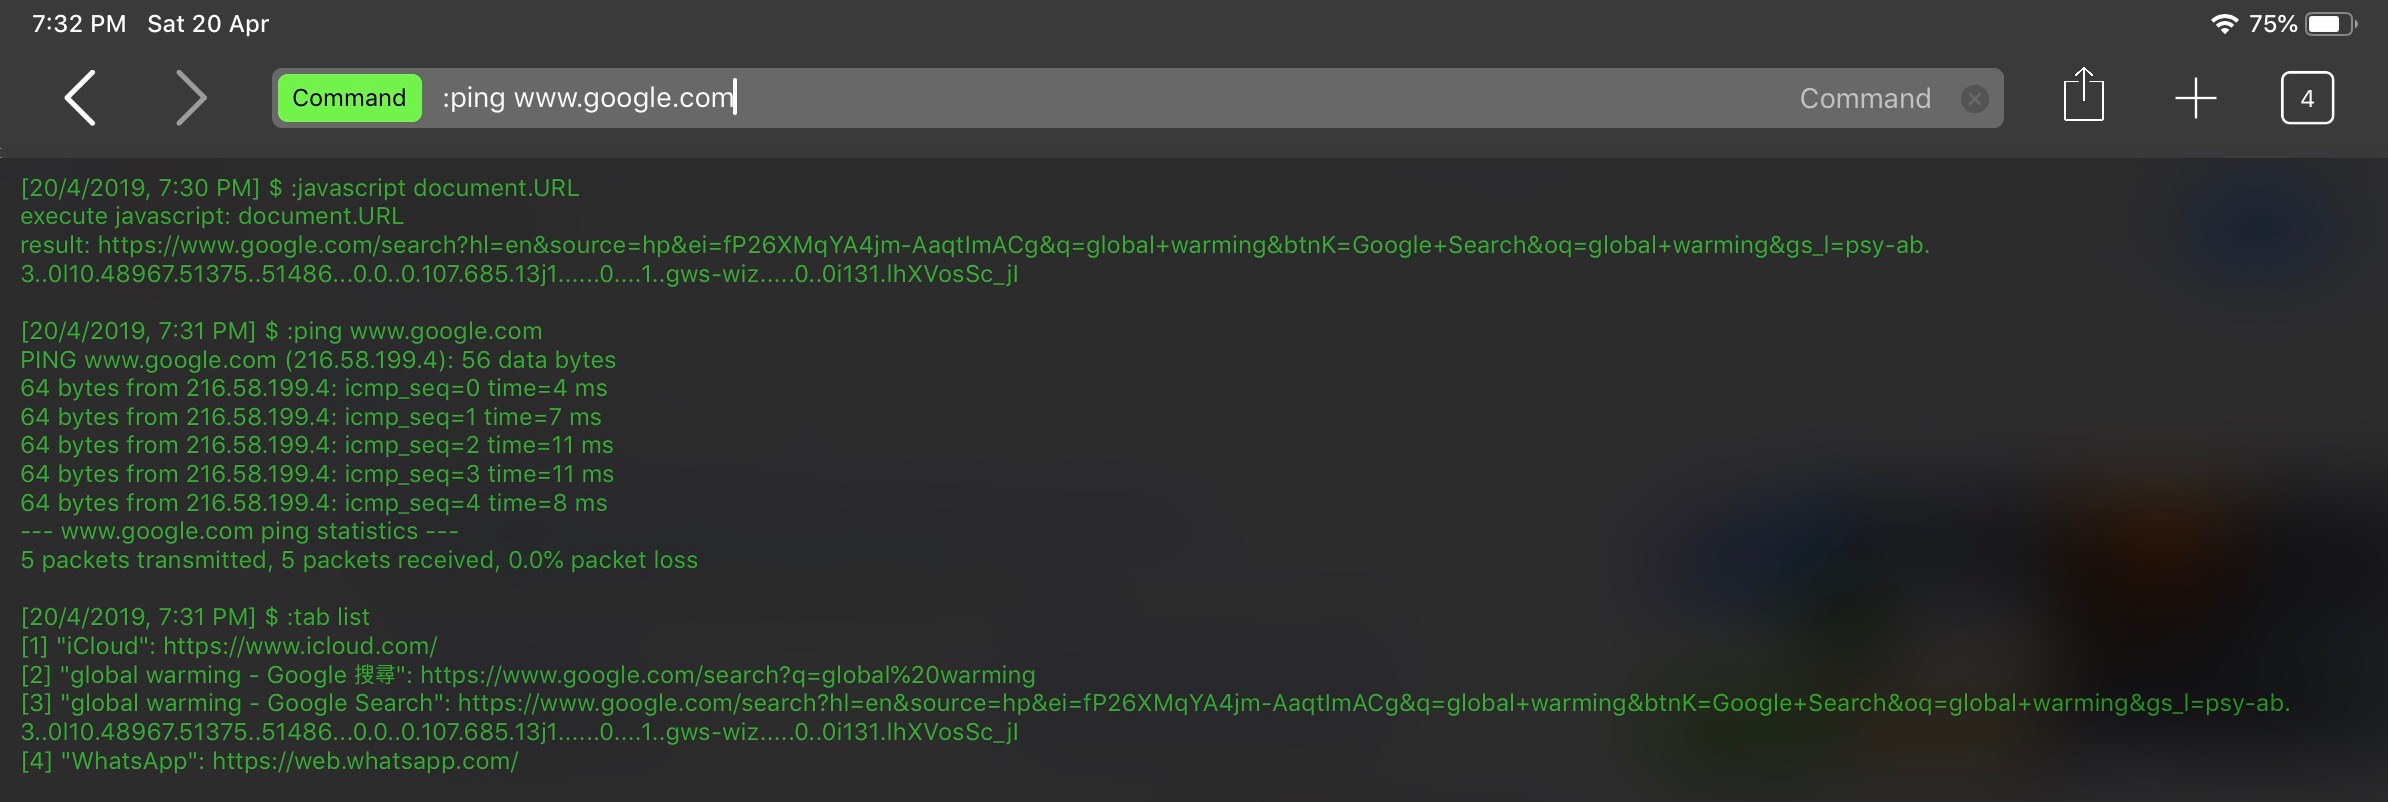 7:32 PM Sat 20 Apr 75%
Command :ping www.google.com Command 4
[20/4/2019, 7:30 PM] $ :javascript document.URL
execute javascript: document.URL
result: https://www.google.com/search?hl=en&source=hp&ei=fP26XMqYA4jm-AaqtImACg&q=global+warming&btnK=Google+Search&oq=global+warming&gs_l=psy-ab.
3..0l10.48967.51375..51486...0.0..0.107.685.13j1......0....1..gws-wiz.....0..0i131.lhXVosSc_jI
[20/4/2019, 7:31 PM] $ :ping www.google.com
PING www.google.com (216.58.199.4): 56 data bytes
64 bytes from 216.58.199.4: icmp_seq=0 time=4 ms
64 bytes from 216.58.199.4: icmp_seq=1 time=7 ms
64 bytes from 216.58.199.4: icmp_seq=2 time=11 ms
64 bytes from 216.58.199.4: icmp_seq=3 time=11 ms
64 bytes from 216.58.199.4: icmp_seq=4 time=8 ms
--- www.google.com ping statistics ---
5 packets transmitted, 5 packets received, 0.0% packet loss
[20/4/2019, 7:31 PM] $ :tab list
[1] "iCloud": https://www.icloud.com/
[2] "global warming - Google 搜尋": https://www.google.com/search?q=global%20warming
[3] "global warming - Google Search": https://www.google.com/search?hl=en&source=hp&ei=fP26XMqYA4jm-AaqtImACg&q=global+warming&btnK=Google+Search&oq=global+warming&gs_l=psy-ab.
3..0l10.48967.51375..51486...0.0..0.107.685.13j1......0....1..gws-wiz.....0..0i131.lhXVosSc_jI
[4] "WhatsApp": https://web.whatsapp.com/